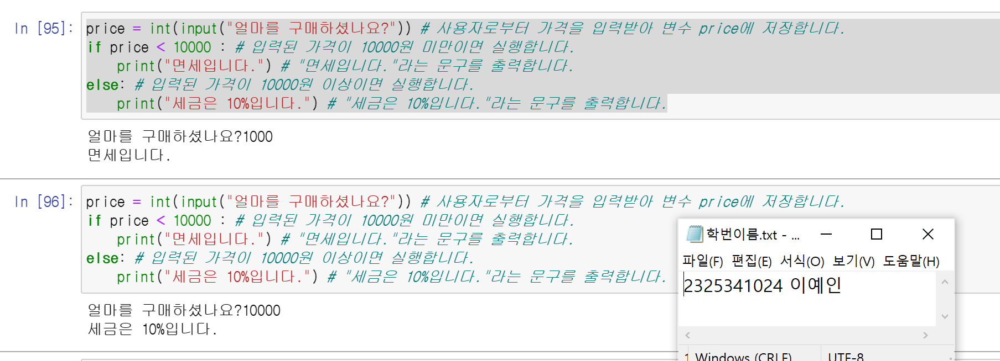 In [95]: price = int(input("얼마를 구매하셨나요?")) # 사용자로부터 가격을 입력받아 변수 price에 저장합니다.
if price < 10000 : # 입력된 가격이 10000원 미만이면 실행합니다.
print("면세입니다.") # "면세입니다."라는 문구를 출력합니다.
else: # 입력된 가격이 10000원 이상이면 실행합니다.
print("세금은 10%입니다.") # "세금은 10%입니다."라는 문구를 출력합니다.
얼마를 구매하셨나요?1000
면세입니다.
In [96]: price = int(input("얼마를 구매하셨나요?")) # 사용자로부터 가격을 입력받아 변수 price에 저장합니다.
if price < 10000 : # 입력된 가격이 10000원 미만이면 실행합니다.
print("면세입니다.") # "면세입니다."라는 문구를 출력합니다.
else: # 입력된 가격이 10000원 이상이면 실행합니다.
print("세금은 10%입니다.") # "세금은 10%입니다."라는 문구를 출력합니다.
얼마를 구매하셨나요?10000
세금은 10%입니다.
학번이름.txt - ...
파일(F) 편집(E) 서식(O) 보기(V) 도움말(H)
2325341024 이예인
1 Windows (CRLF) UTF-8